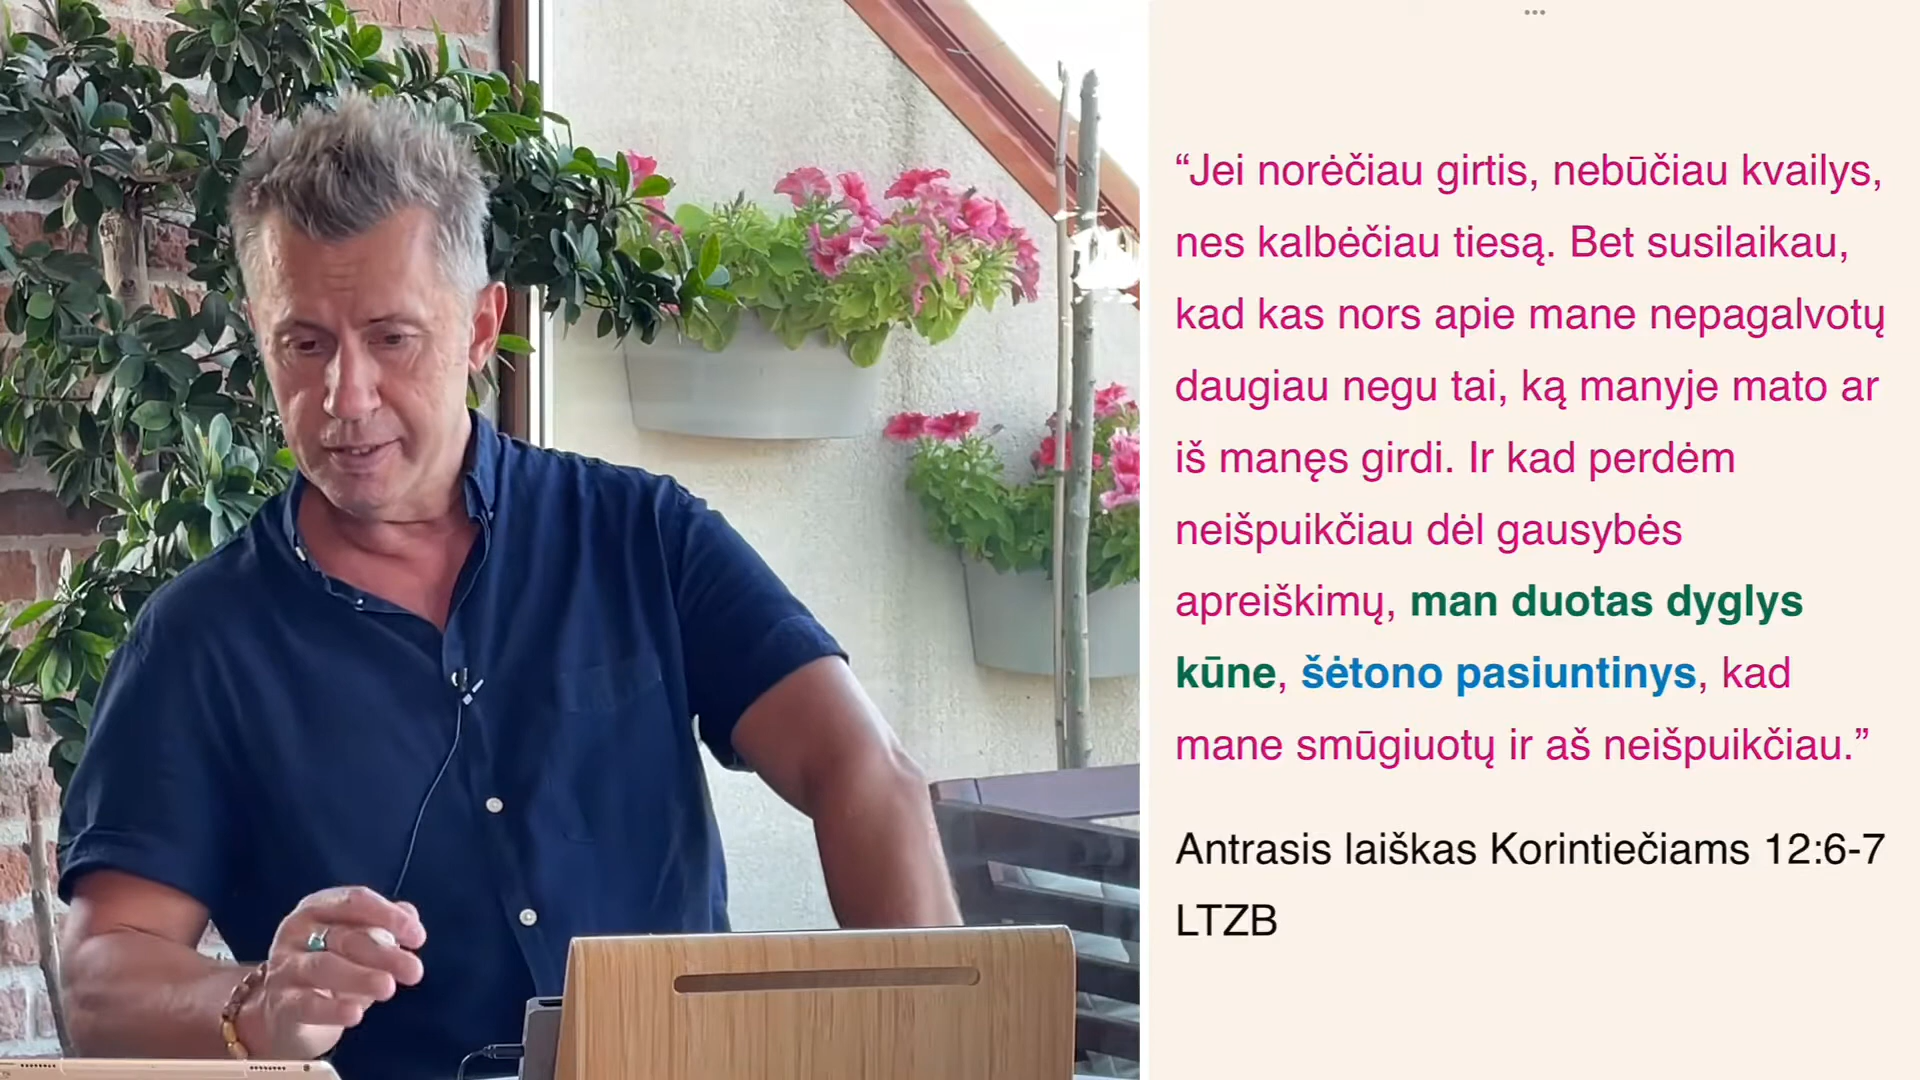 “Jei norėčiau girtis, nebūčiau kvailys,
nes kalbėčiau tiesą. Bet susilaikau,
kad kas nors apie mane nepagalvotų
daugiau negu tai, ką manyje mato ar
iš manęs girdi. Ir kad perdėm
neišpuikčiau dėl gausybės
apreiškimų, man duotas dyglys
kūne, šėtono pasiuntinys, kad
mane smūgiuotų ir aš neišpuikčiau.”
Antrasis laiškas Korintiečiams 12:6-7
LTZB